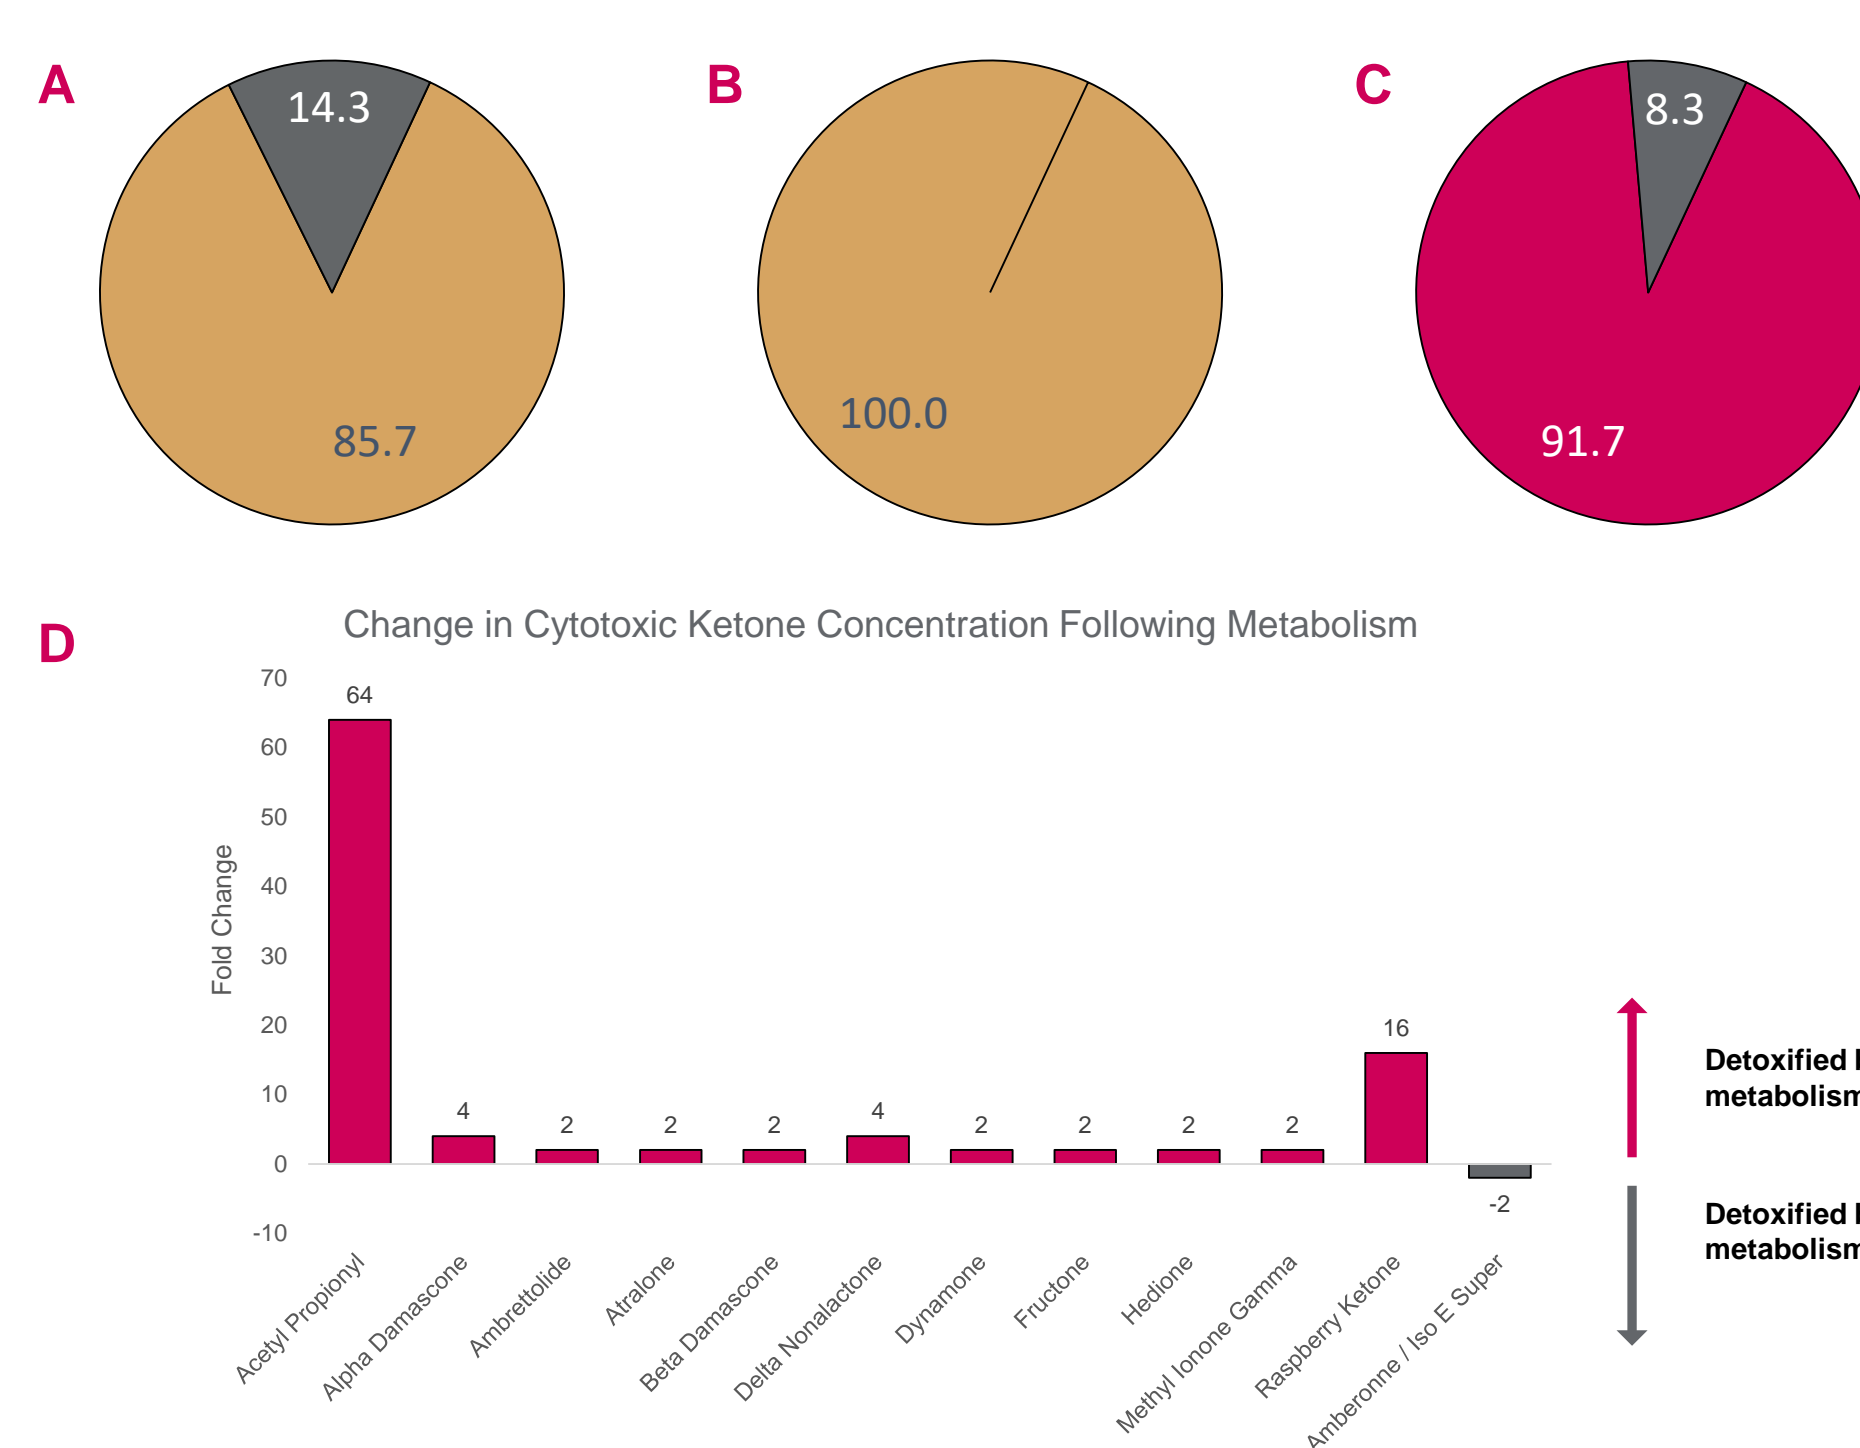 A
14.3
85.7
B
100.0
C
8.3
91.7
D
Change in Cytotoxic Ketone Concentration Following Metabolism
Fold Change
70
60
50
40
30
20
10
0
-10
64
4
2
2
2
4
2
2
2
2
16
-2
Acetyl Propionyl
Alpha Damascone
Ambrettolide
Atralone
Beta Damascone
Delta Nonalactone
Dynamone
Fructone
Hedione
Methyl Ionone Gamma
Raspberry Ketone
Amberonne / Iso E Super
Detoxified
metabolism
Detoxified
metabolism